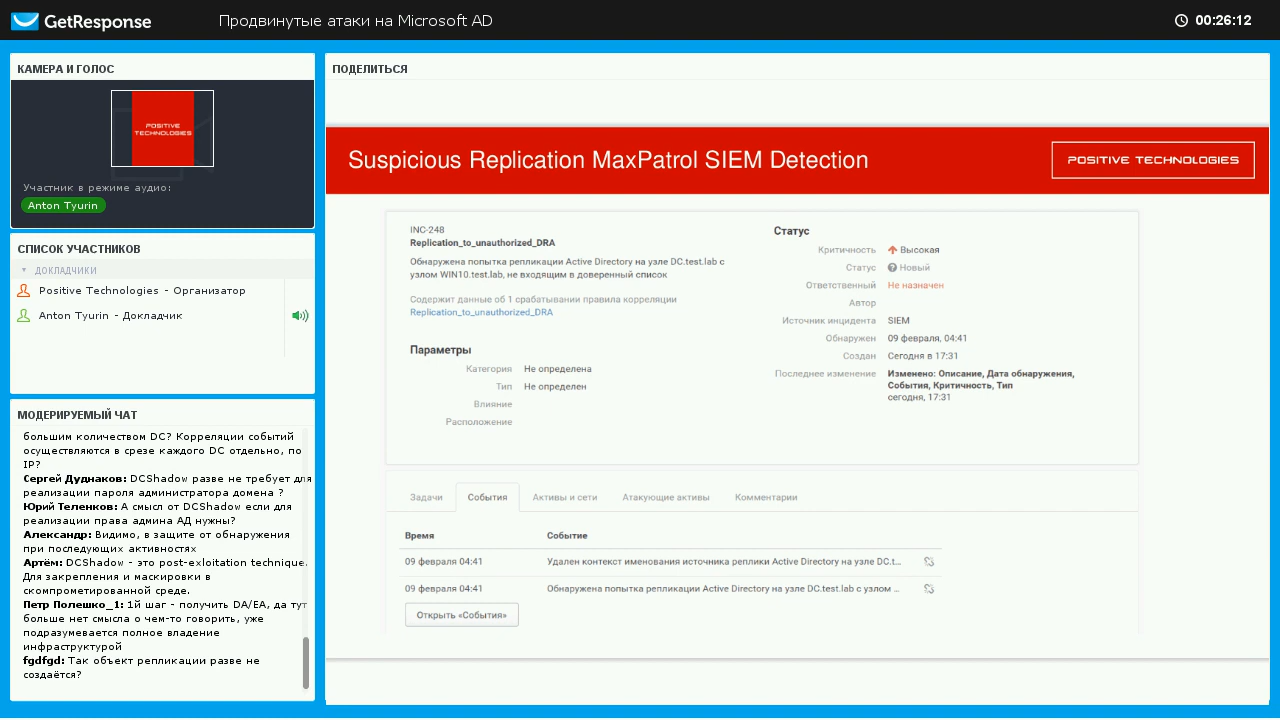 GetResponse
Продвинутые атаки на Microsoft AD
00:26:12
КАМЕРА И ГОЛОС
POSITIVE
TECHNOLOGIES
Участник в режиме аудио:
Anton Tyurin
СПИСОК УЧАСТНИКОВ
ДОКЛАДЧИКИ
Positive Technologies - Организатор
Anton Tyurin - Докладчик
МОДЕРИРУЕМЫЙ ЧАТ
большим количеством DC? Корреляции событий
осуществляются в срезе каждого DC отдельно, по
IP?
Сергей Дуднаков: DCShadow разве не требует для
реализации пароля администратора домена ?
Юрий Теленков: А смысл от DCShadow если для
реализации права админа АД нужны?
Александр: Видимо, в защите от обнаружения
при последующих активностях
Артём: DCShadow - это post-exploitation technique.
Для закрепления и маскировки в
скомпрометированной среде.
Петр Полешко_1: 1й шаг - получить DA/EA, да тут
больше нет смысла о чем-то говорить, уже
подразумевается полное владение
инфраструктурой
fgdfgd: Так объект репликации разве не
создаётся?
ПОДЕЛИТЬСЯ
Suspicious Replication MaxPatrol SIEM Detection
POSITIVE TECHNOLOGIES
INC-248
Replication_to_unauthorized_DRA
Обнаружена попытка репликации Active Directory на узле DC.test.lab с
узлом WIN10.test.lab, не входящим в доверенный список
Содержит данные об 1 срабатывании правила корреляции
Replication_to_unauthorized_DRA
Параметры
Категория Не определена
Тип Не определен
Влияние
Расположение
Статус
Критичность Высокая
Статус Новый
Ответственный Не назначен
Автор
Источник инцидента SIEM
Обнаружен 09 февраля, 04:41
Создан Сегодня в 17:31
Последнее изменение Изменено: Описание, Дата обнаружения,
События, Критичность, Тип
сегодня, 17:31
Задачи События Активы и сети Атакующие активы Комментарии
Время Событие
09 февраля 04:41 Удален контекст именования источника реплики Active Directory на узле DC.t...
09 февраля 04:41 Обнаружена попытка репликации Active Directory на узле DC.test.lab с узлом ...
Открыть «События»